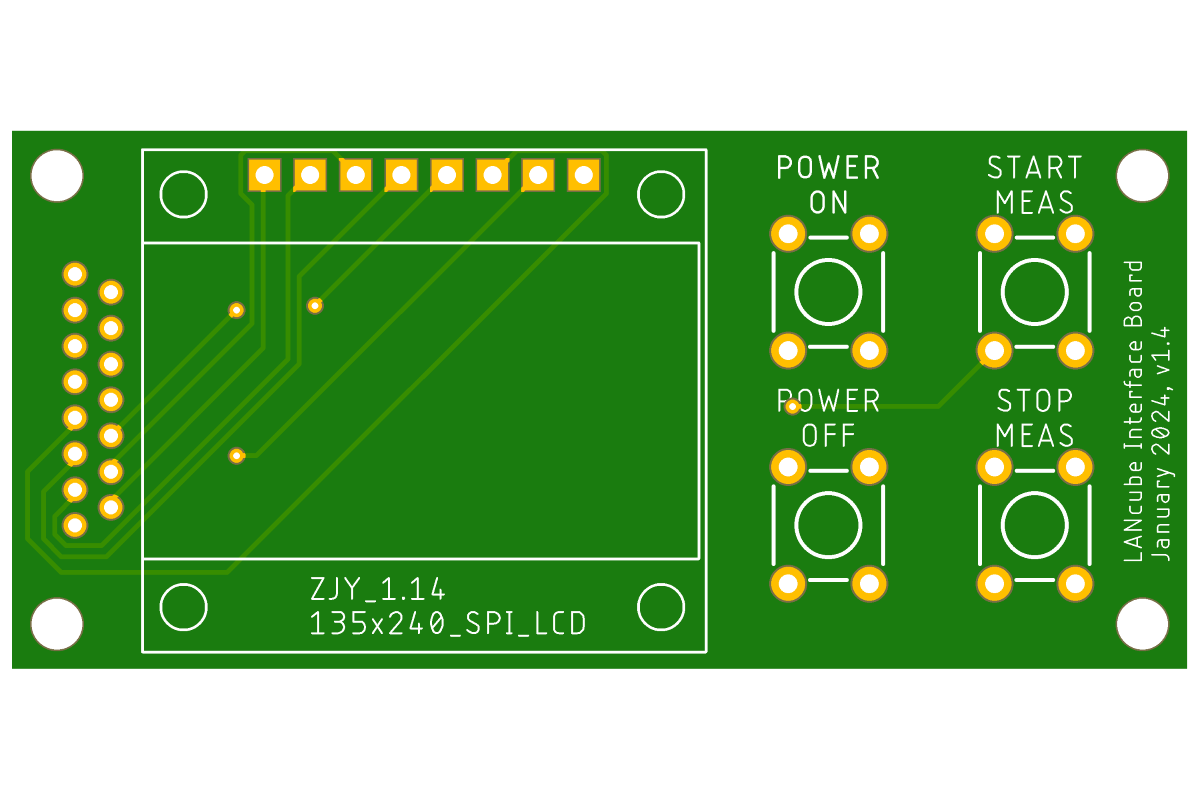 POWER
ON
START
MEAS
POWER
OFF
STOP
MEAS
ZJY_1.14
135x240_SPI_LCD
LANcube Interface Board
January 2024, v1.4